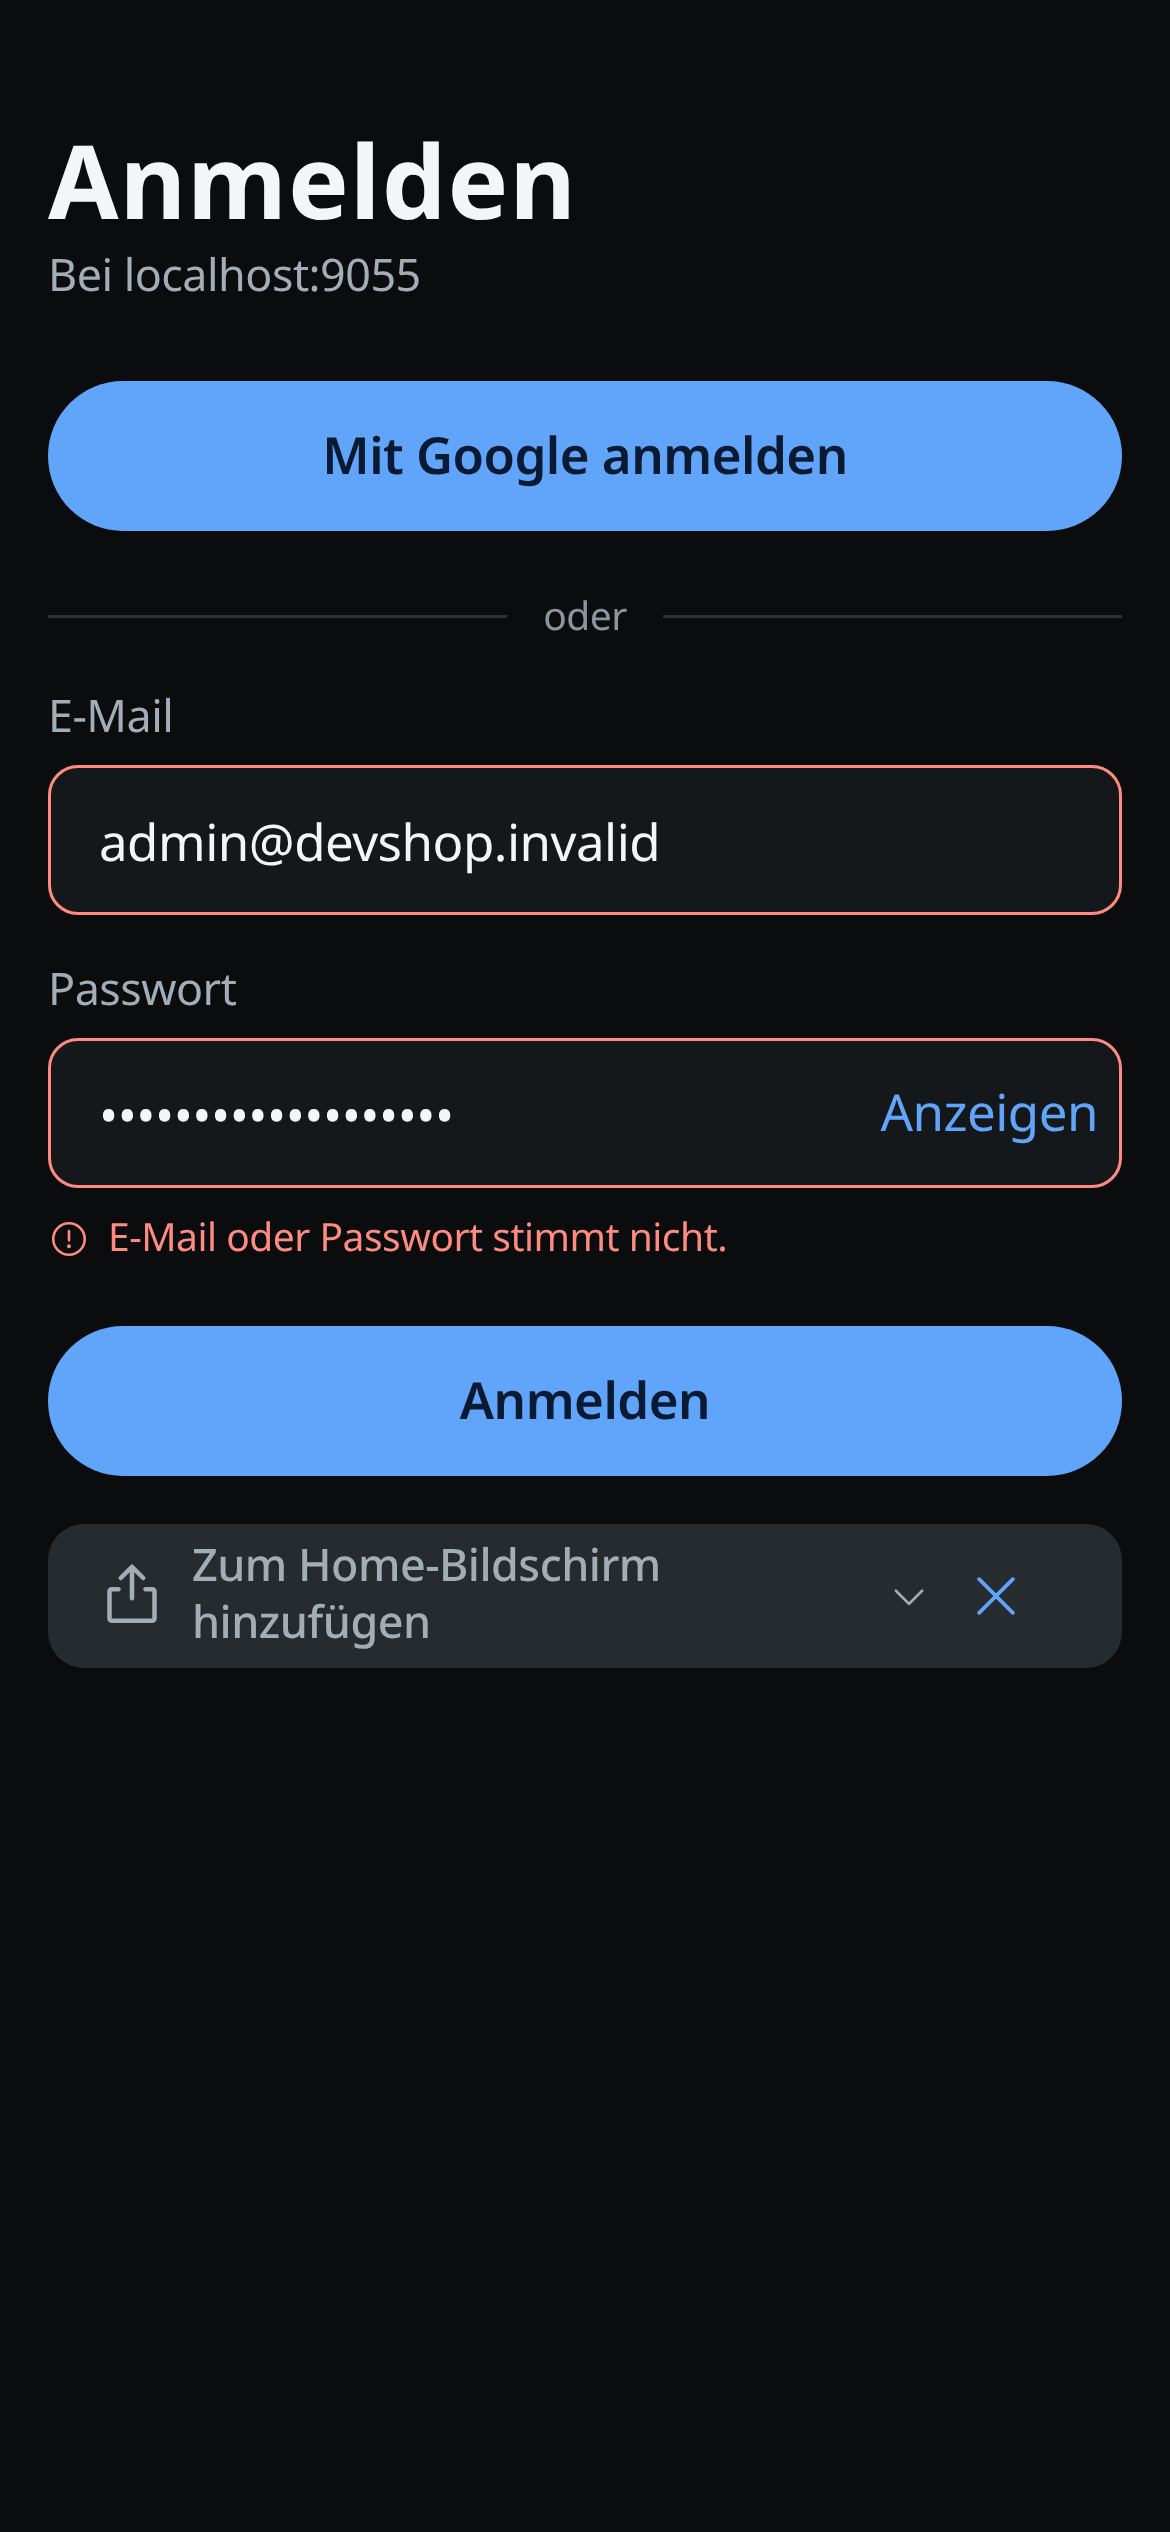 Anmelden
Bei localhost:9055
Mit Google anmelden
oder
E-Mail
admin@devshop.invalid
Passwort
•••••••••••••••••••
Anzeigen
E-Mail oder Passwort stimmt nicht.
Anmelden
Zum Home-Bildschirm
hinzufügen